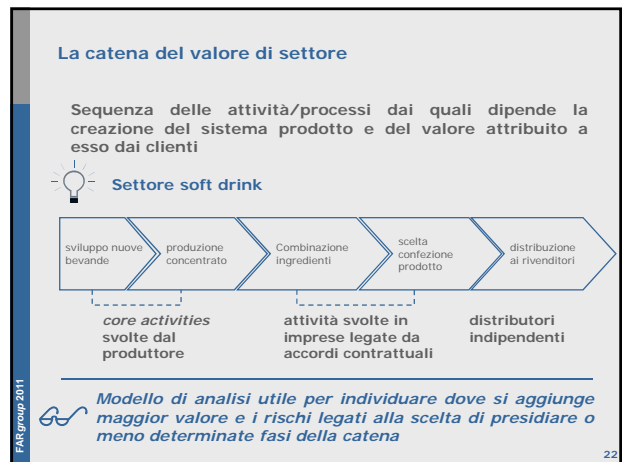 La catena del valore di settore
Sequenza delle attività/processi dai quali dipende la
creazione del sistema prodotto e del valore attribuito a
esso dai clienti
Settore soft drink
sviluppo nuove
bevande
produzione
concentrato
Combinazione
ingredienti
scelta
confezione
prodotto
distribuzione
ai rivenditori
core activities
svolte dal
produttore
attività svolte in
imprese legate da
accordi contrattuali
distributori
indipendenti
Modello di analisi utile per individuare dove si aggiunge
maggior valore e i rischi legati alla scelta di presidiare o
meno determinate fasi della catena
FARgroup 2011
22